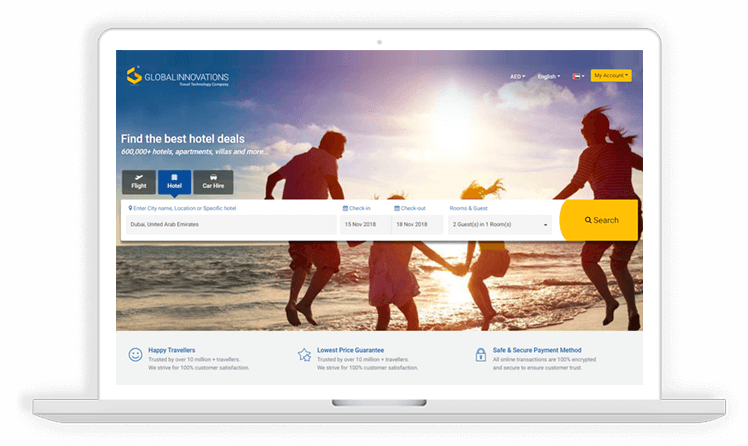 GLOBALINNOVATIONS
Travel Technology Company
AED
English
My Account
Find the best hotel deals
600,000+ hotels, apartments, villas and more..
Flight
Hotel
Car Hire
Enter City name, Location or Specific hotel
Check-in
Check-out
Rooms & Guest
Dubai, United Arab Emirates
15 Nov 2018
18 Nov 2018
2 Guest(s) in 1 Room(s)
Search
Happy Travellers
Trusted by over 10 million + travellers.
We strive for 100% customer satisfaction.
Lowest Price Guarantee
Trusted by over 10 million + travellers.
We strive for 100% customer satisfaction.
Safe & Secure Payment Method
All online transactions are 100% encrypted
and secure to ensure customer trust.